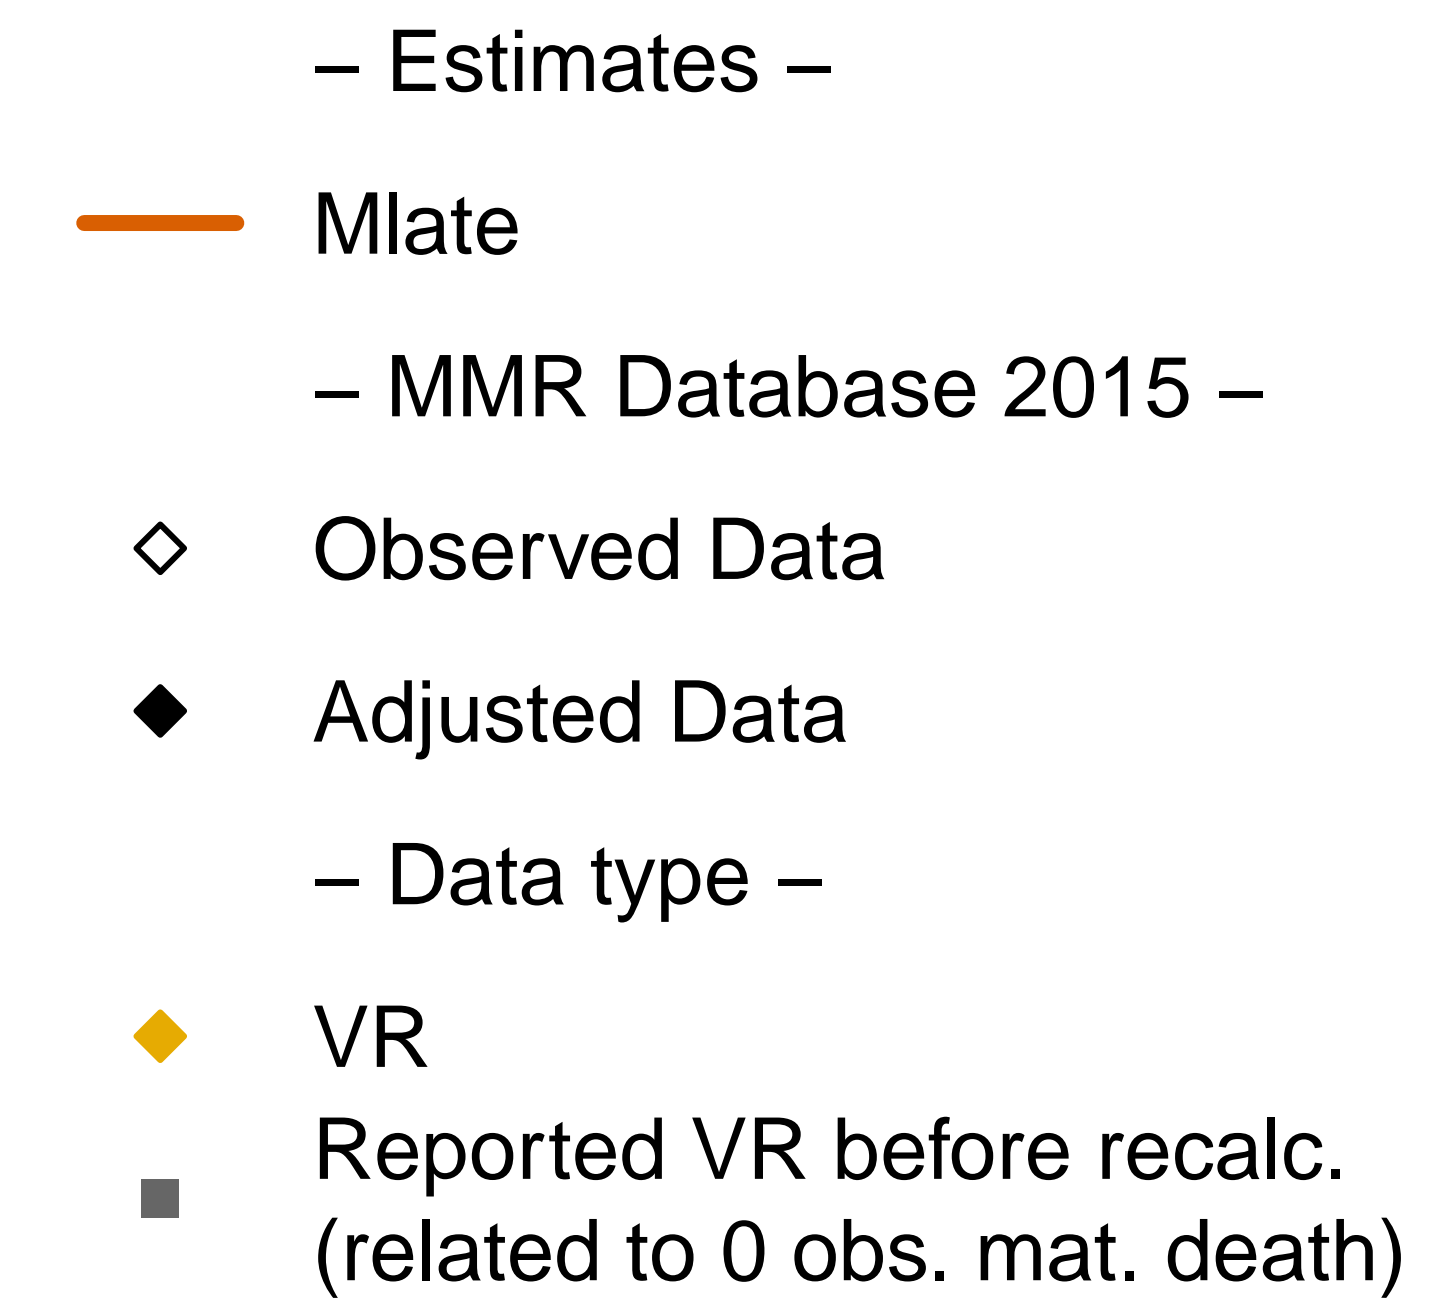 – Estimates –
Mlate
– MMR Database 2015 –
Observed Data
Adjusted Data
– Data type –
VR
Reported VR before recalc.
(related to 0 obs. mat. death)